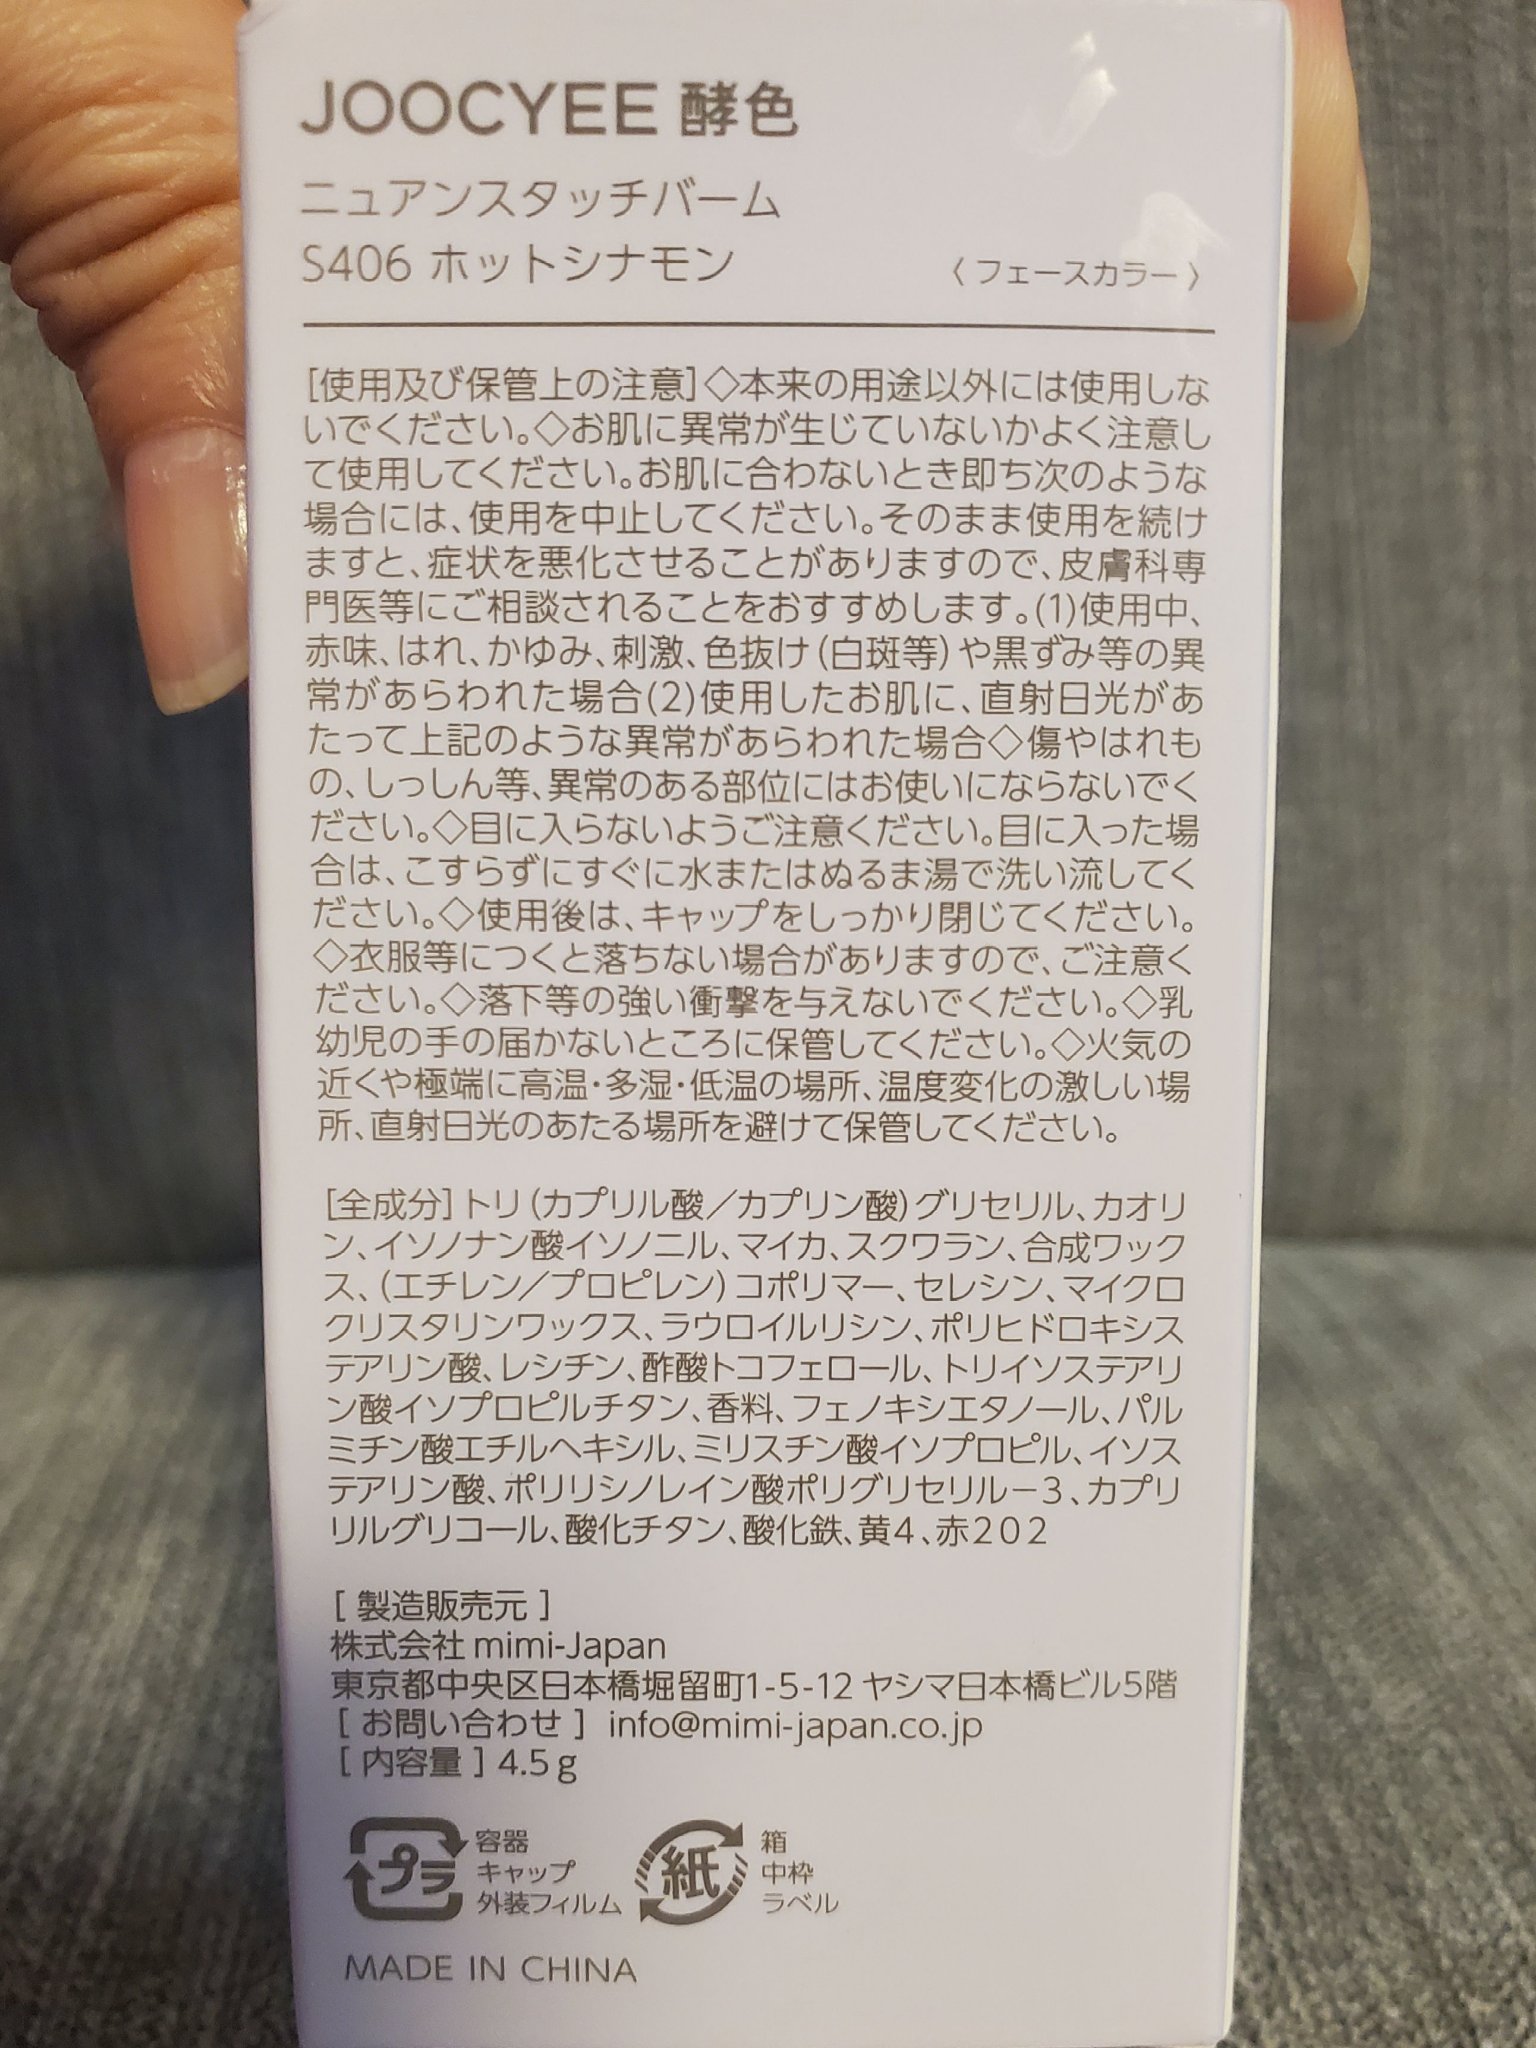 JOOCYEE 酵色
ニュアンスタッチバーム
S406 ホットシナモン
〈フェースカラー〉
[使用及び保管上の注意]◇本来の用途以外には使用しな
いでください。◇お肌に異常が生じていないかよく注意し
て使用してください。お肌に合わないとき即ち次のような
場合には、使用を中止してください。そのまま使用を続け
ますと、症状を悪化させることがありますので、皮膚科専
門医等にご相談されることをおすすめします。(1)使用中、
赤味、はれ、かゆみ、刺激、色抜け(白斑等)や黒ずみ等の異
常があらわれた場合(2)使用したお肌に、直射日光があ
たって上記のような異常があらわれた場合◇傷やはれも
の、しっしん等、異常のある部位にはお使いにならないでく
ださい。◇目に入らないようご注意ください。目に入った場
合は、こすらずにすぐに水またはぬるま湯で洗い流してく
ださい。◇使用後は、キャップをしっかり閉じてください。
◇衣服等につくと落ちない場合がありますので、ご注意く
ださい。◇落下等の強い衝撃を与えないでください。◇乳
幼児の手の届かないところに保管してください。◇火気の
近くや極端に高温・多湿・低温の場所、温度変化の激しい場
所、直射日光のあたる場所を避けて保管してください。
[全成分]トリ(カプリル酸／カプリン酸)グリセリル、カオリ
ン、イソノナン酸イソノニル、マイカ、スクワラン、合成ワック
ス、(エチレン／プロピレン)コポリマー、セレシン、マイクロ
クリスタリンワックス、ラウロイルリシン、ポリヒドロキシス
テアリン酸、レシチン、酢酸トコフェロール、トリイソステアリ
ン酸イソプロピルチタン、香料、フェノキシエタノール、パル
ミチン酸エチルヘキシル、ミリスチン酸イソプロピル、イソス
テアリン酸、ポリリシノレイン酸ポリグリセリル－3、カプリ
リルグリコール、酸化チタン、酸化鉄、黄4、赤202
[ 製造販売元 ]
株式会社 mimi-Japan
東京都中央区日本橋堀留町1-5-12 ヤシマ日本橋ビル5階
[ お問い合わせ ] info@mimi-japan.co.jp
[ 内容量 ] 4.5g
プラ
容器
キャップ
外装フィルム
紙
箱
中枠
ラベル
MADE IN CHINA